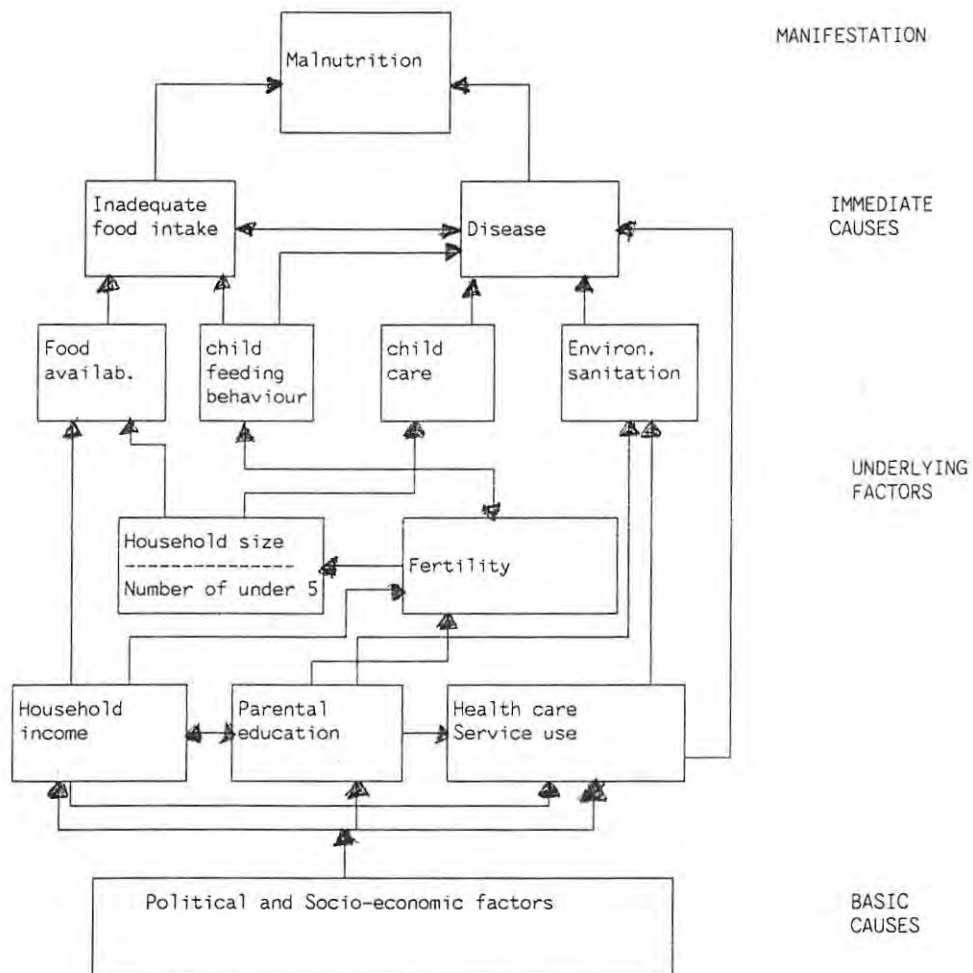 MANIFESTATION
Malnutrition
Inadequate
food intake
Disease
IMMEDIATE
CAUSES
Food
availab.
child
feeding
behaviour
child
care
Environ.
sanitation
UNDERLYING
FACTORS
Household size
--------------------
Number of under 5
Fertility
Household
income
Parental
education
Health care
Service use
Political and Socio-economic factors
BASIC
CAUSES